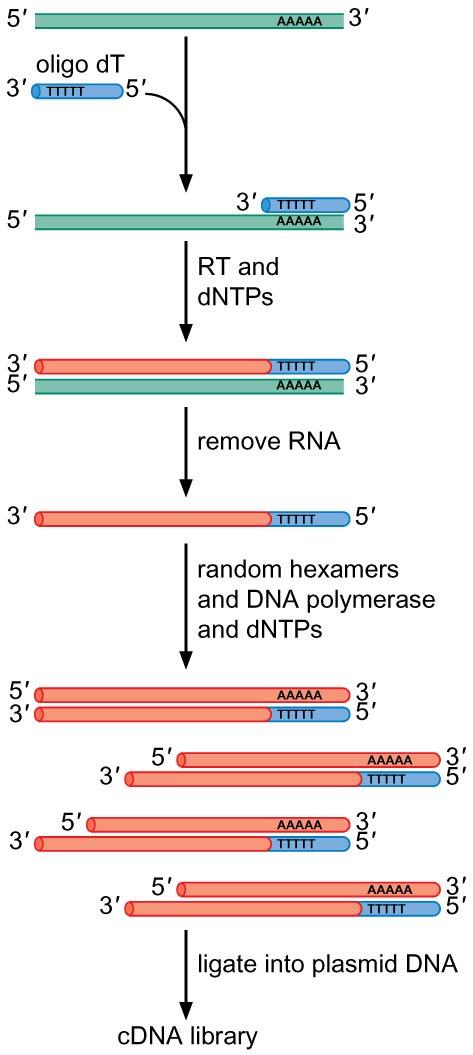 5′ AAAAA 3′
oligo dT
3′ TTTTT 5′
3′ TTTTT 5′
5′ AAAAA 3′
RT and
dNTPs
3′ TTTTT 5′
5′ AAAAA 3′
remove RNA
3′ TTTTT 5′
random hexamers
and DNA polymerase
and dNTPs
5′ AAAAA 3′
3′ TTTTT 5′
5′ AAAAA 3′
3′ TTTTT 5′
5′ AAAAA 3′
3′ TTTTT 5′
5′ AAAAA 3′
3′ TTTTT 5′
ligate into plasmid DNA
cDNA library